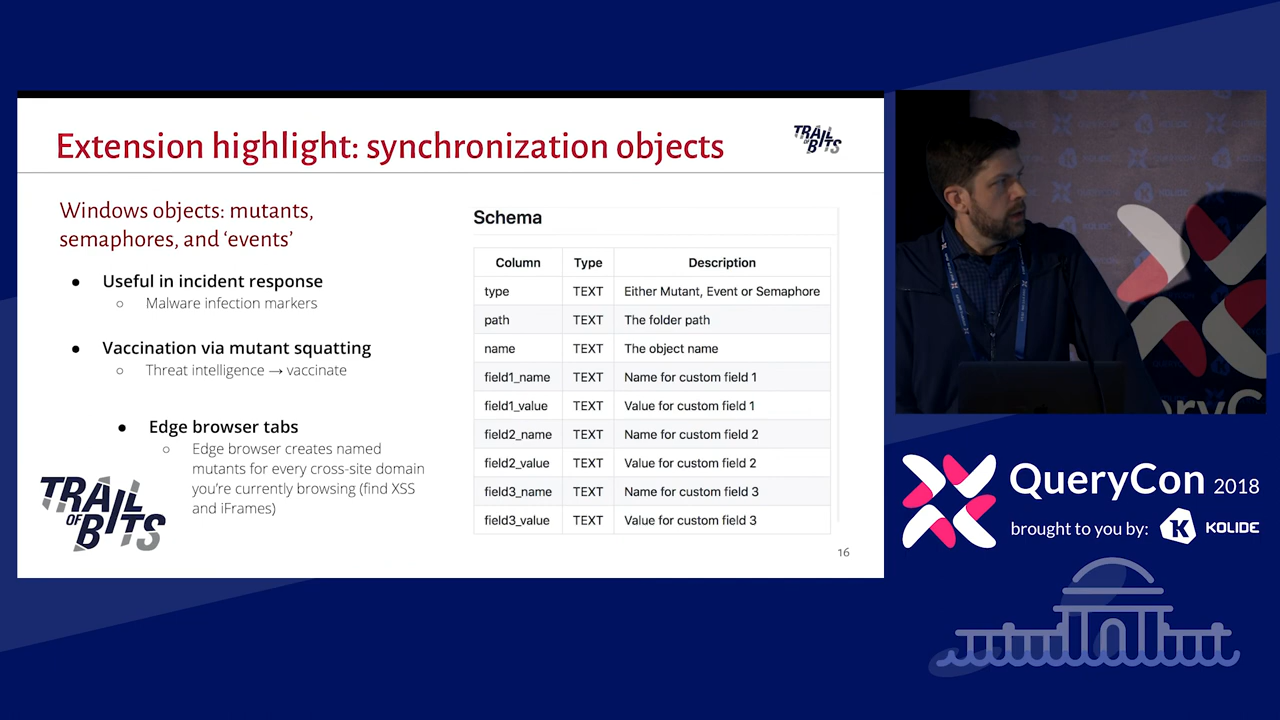 Extension highlight: synchronization objects
TRAIL
OF BITS
Windows objects: mutants,
semaphores, and ‘events’
● Useful in incident response
○ Malware infection markers
● Vaccination via mutant squatting
○ Threat intelligence → vaccinate
● Edge browser tabs
○ Edge browser creates named
mutants for every cross-site domain
you’re currently browsing (find XSS
and iFrames)
TRAIL
OF BITS
Schema
Column Type Description
type TEXT Either Mutant, Event or Semaphore
path TEXT The folder path
name TEXT The object name
field1_name TEXT Name for custom field 1
field1_value TEXT Value for custom field 1
field2_name TEXT Name for custom field 2
field2_value TEXT Value for custom field 2
field3_name TEXT Name for custom field 3
field3_value TEXT Value for custom field 3
16
KOLIDE
QueryCon 2018
brought to you by: K KOLIDE